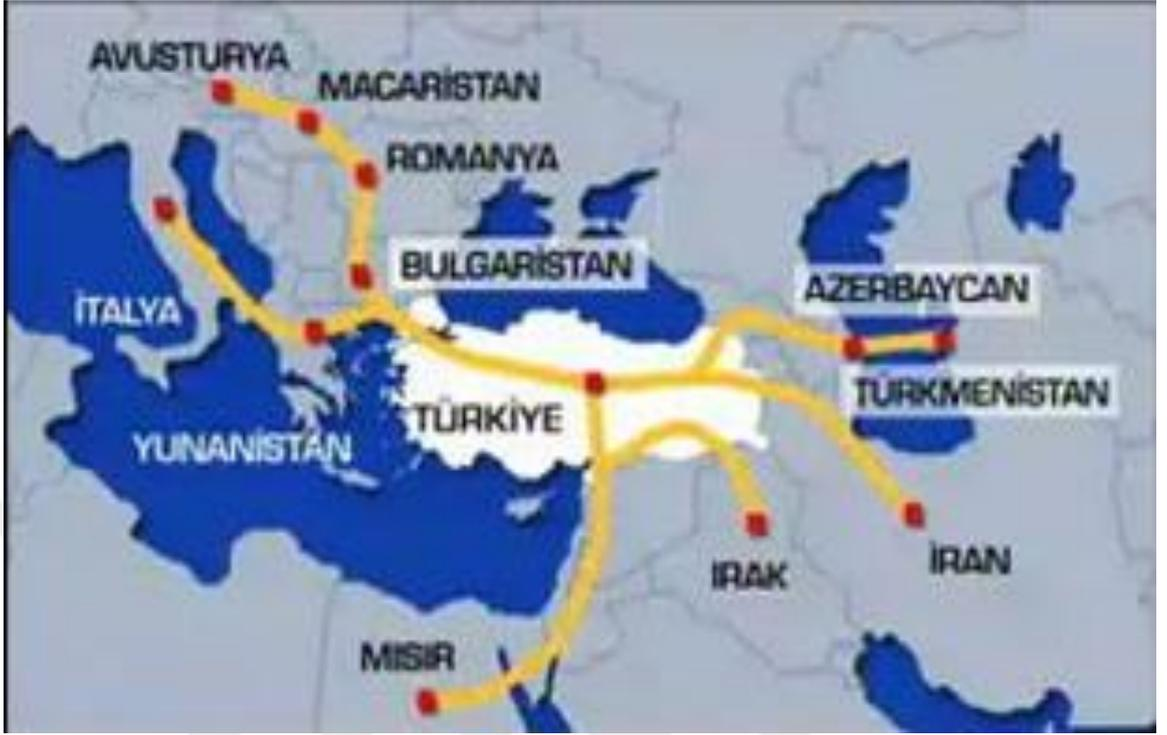 AVUSTURYA
MACARİSTAN
ROMANYA
BULGARİSTAN
AZERBAYCAN
İTALYA
TÜRKMENİSTAN
TÜRKİYE
YUNANİSTAN
IRAK
İRAN
MISIR